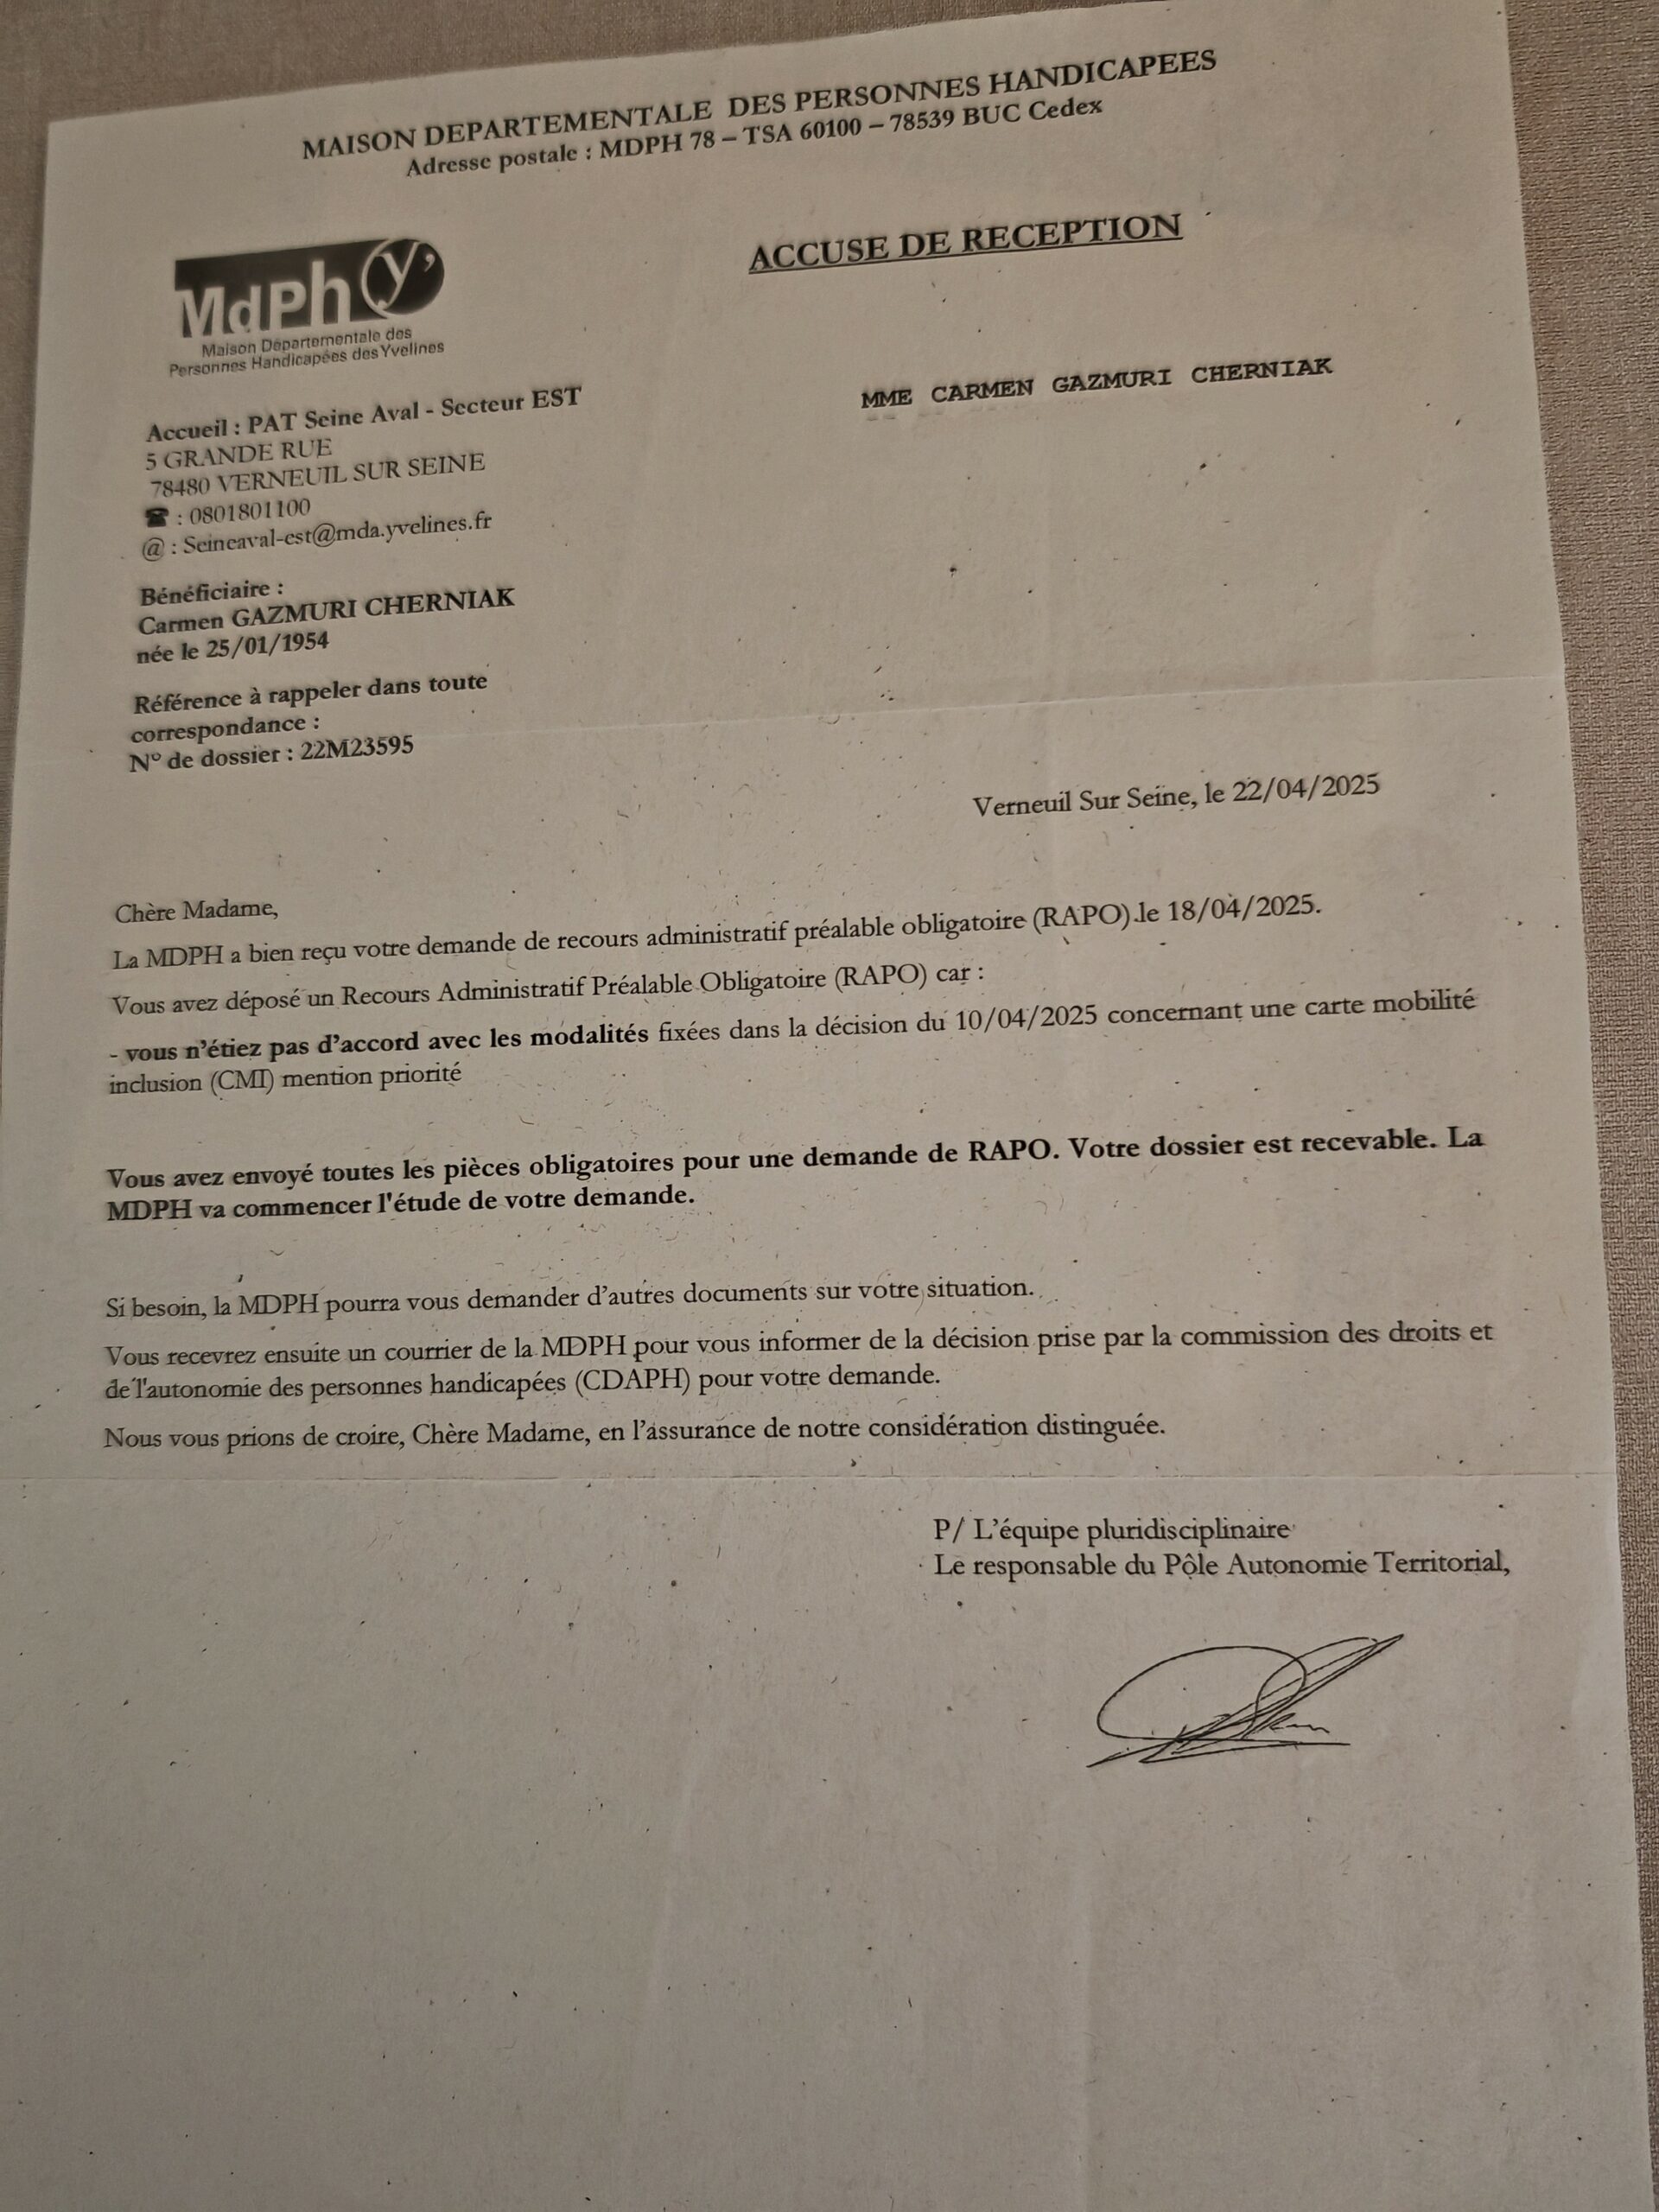 MAISON DEPARTEMENTALE DES PERSONNES HANDICAPEES
Adresse postale : MDPH 78 – TSA 60100 – 78539 BUC Cedex
ACCUSE DE RECEPTION
MdPh y'
Maison Départementale des
Personnes Handicapées des Yvelines
MME CARMEN GAZMURI CHERNIAK
Accueil : PAT Seine Aval - Secteur EST
5 GRANDE RUE
78480 VERNEUIL SUR SEINE
☎ : 0801801100
@ : Seineaval-est@mda.yvelines.fr
Bénéficiaire :
Carmen GAZMURI CHERNIAK
née le 25/01/1954
Référence à rappeler dans toute
correspondance :
N° de dossier : 22M23595
Verneuil Sur Seine, le 22/04/2025
Chère Madame,
La MDPH a bien reçu votre demande de recours administratif préalable obligatoire (RAPO) le 18/04/2025.
Vous avez déposé un Recours Administratif Préalable Obligatoire (RAPO) car :
- vous n'étiez pas d'accord avec les modalités fixées dans la décision du 10/04/2025 concernant une carte mobilité
inclusion (CMI) mention priorité
Vous avez envoyé toutes les pièces obligatoires pour une demande de RAPO. Votre dossier est recevable. La
MDPH va commencer l'étude de votre demande.
Si besoin, la MDPH pourra vous demander d'autres documents sur votre situation.
Vous recevrez ensuite un courrier de la MDPH pour vous informer de la décision prise par la commission des droits et
de l'autonomie des personnes handicapées (CDAPH) pour votre demande.
Nous vous prions de croire, Chère Madame, en l'assurance de notre considération distinguée.
P/ L'équipe pluridisciplinaire
Le responsable du Pôle Autonomie Territorial,